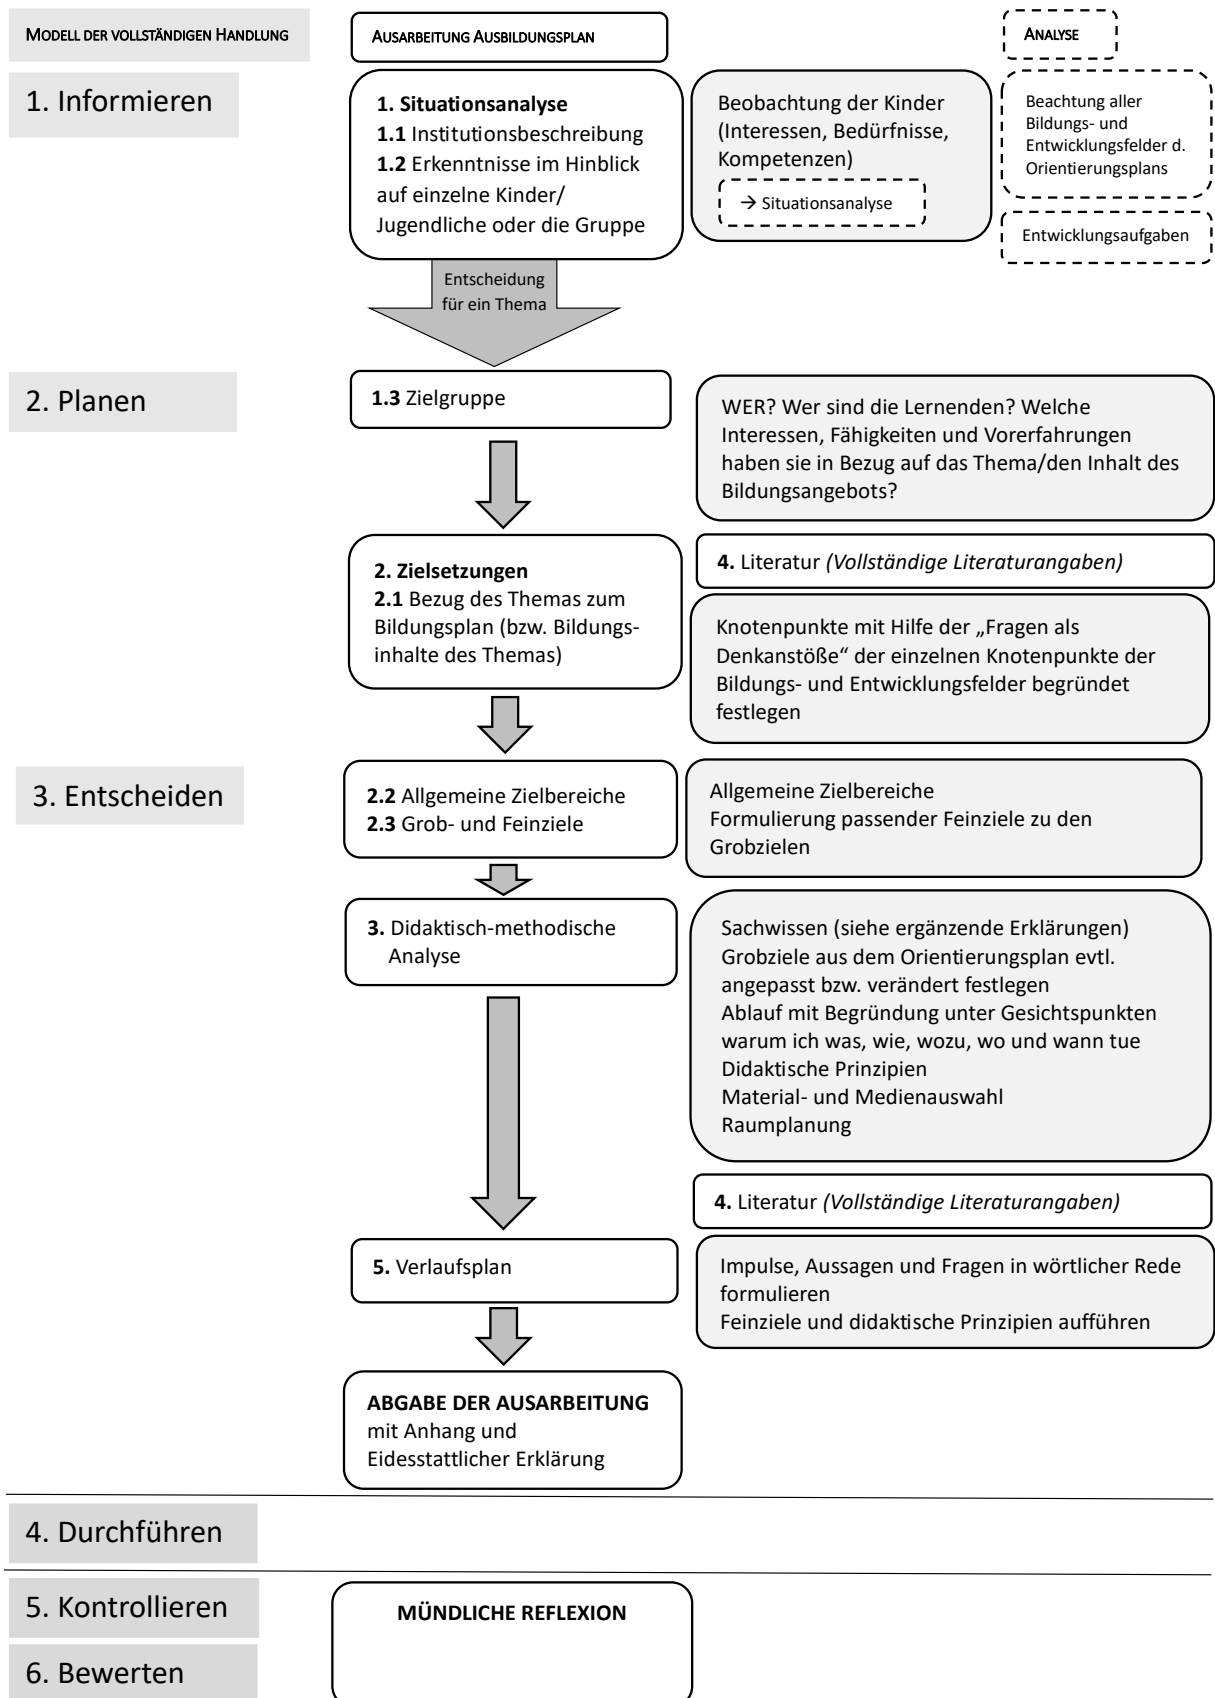 MODELL DER VOLLSTÄNDIGEN HANDLUNG
AUSARBEITUNG AUSBILDUNGSPLAN
ANALYSE
1. Informieren
1. Situationsanalyse
1.1 Institutionsbeschreibung
1.2 Erkenntnisse im Hinblick
auf einzelne Kinder/
Jugendliche oder die Gruppe
Beobachtung der Kinder
(Interessen, Bedürfnisse,
Kompetenzen)
→ Situationsanalyse
Beachtung aller
Bildungs- und
Entwicklungsfelder d.
Orientierungsplans
Entwicklungsaufgaben
Entscheidung
für ein Thema
2. Planen
1.3 Zielgruppe
WER? Wer sind die Lernenden? Welche
Interessen, Fähigkeiten und Vorerfahrungen
haben sie in Bezug auf das Thema/den Inhalt des
Bildungsangebots?
2. Zielsetzungen
2.1 Bezug des Themas zum
Bildungsplan (bzw. Bildungs-
inhalte des Themas)
4. Literatur (Vollständige Literaturangaben)
Knotenpunkte mit Hilfe der „Fragen als
Denkanstöße“ der einzelnen Knotenpunkte der
Bildungs- und Entwicklungsfelder begründet
festlegen
3. Entscheiden
2.2 Allgemeine Zielbereiche
2.3 Grob- und Feinziele
Allgemeine Zielbereiche
Formulierung passender Feinziele zu den
Grobzielen
3. Didaktisch-methodische
Analyse
Sachwissen (siehe ergänzende Erklärungen)
Grobziele aus dem Orientierungsplan evtl.
angepasst bzw. verändert festlegen
Ablauf mit Begründung unter Gesichtspunkten
warum ich was, wie, wozu, wo und wann tue
Didaktische Prinzipien
Material- und Medienauswahl
Raumplanung
4. Literatur (Vollständige Literaturangaben)
5. Verlaufsplan
Impulse, Aussagen und Fragen in wörtlicher Rede
formulieren
Feinziele und didaktische Prinzipien aufführen
ABGABE DER AUSARBEITUNG
mit Anhang und
Eidesstattlicher Erklärung
4. Durchführen
5. Kontrollieren
MÜNDLICHE REFLEXION
6. Bewerten